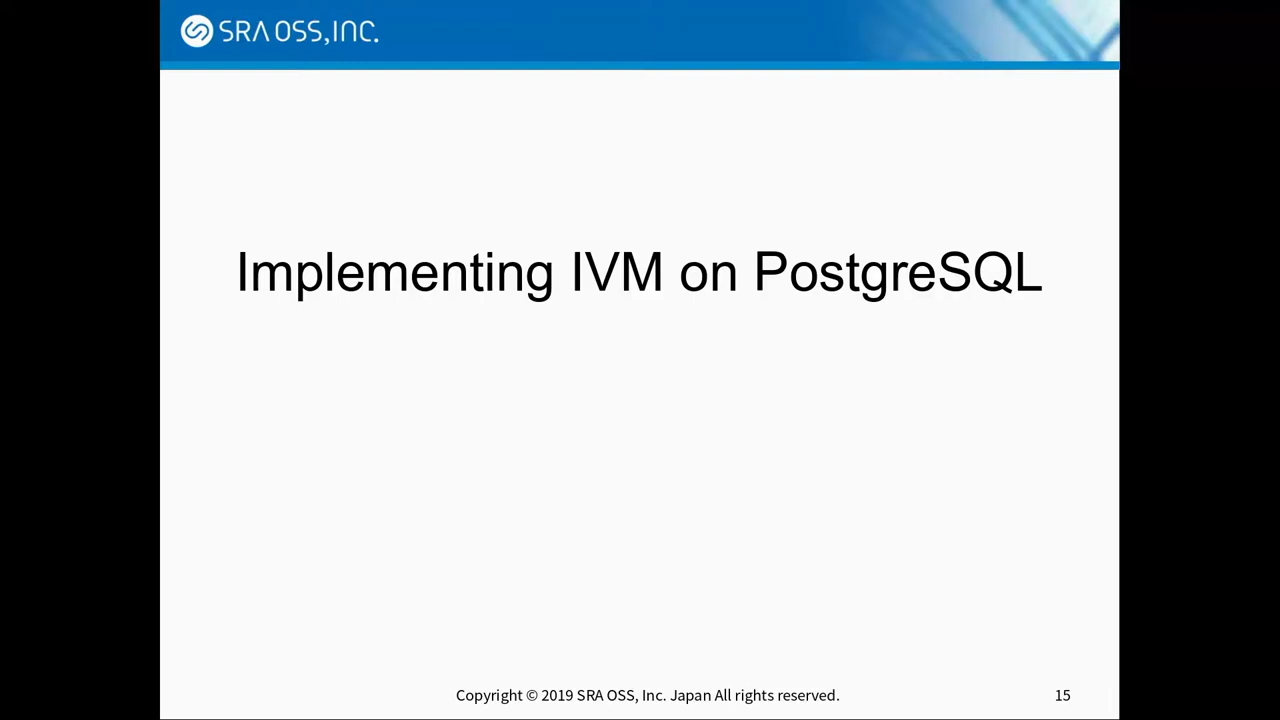 SRA OSS, INC.
Implementing IVM on PostgreSQL
Copyright © 2019 SRA OSS, Inc. Japan All rights reserved.
15